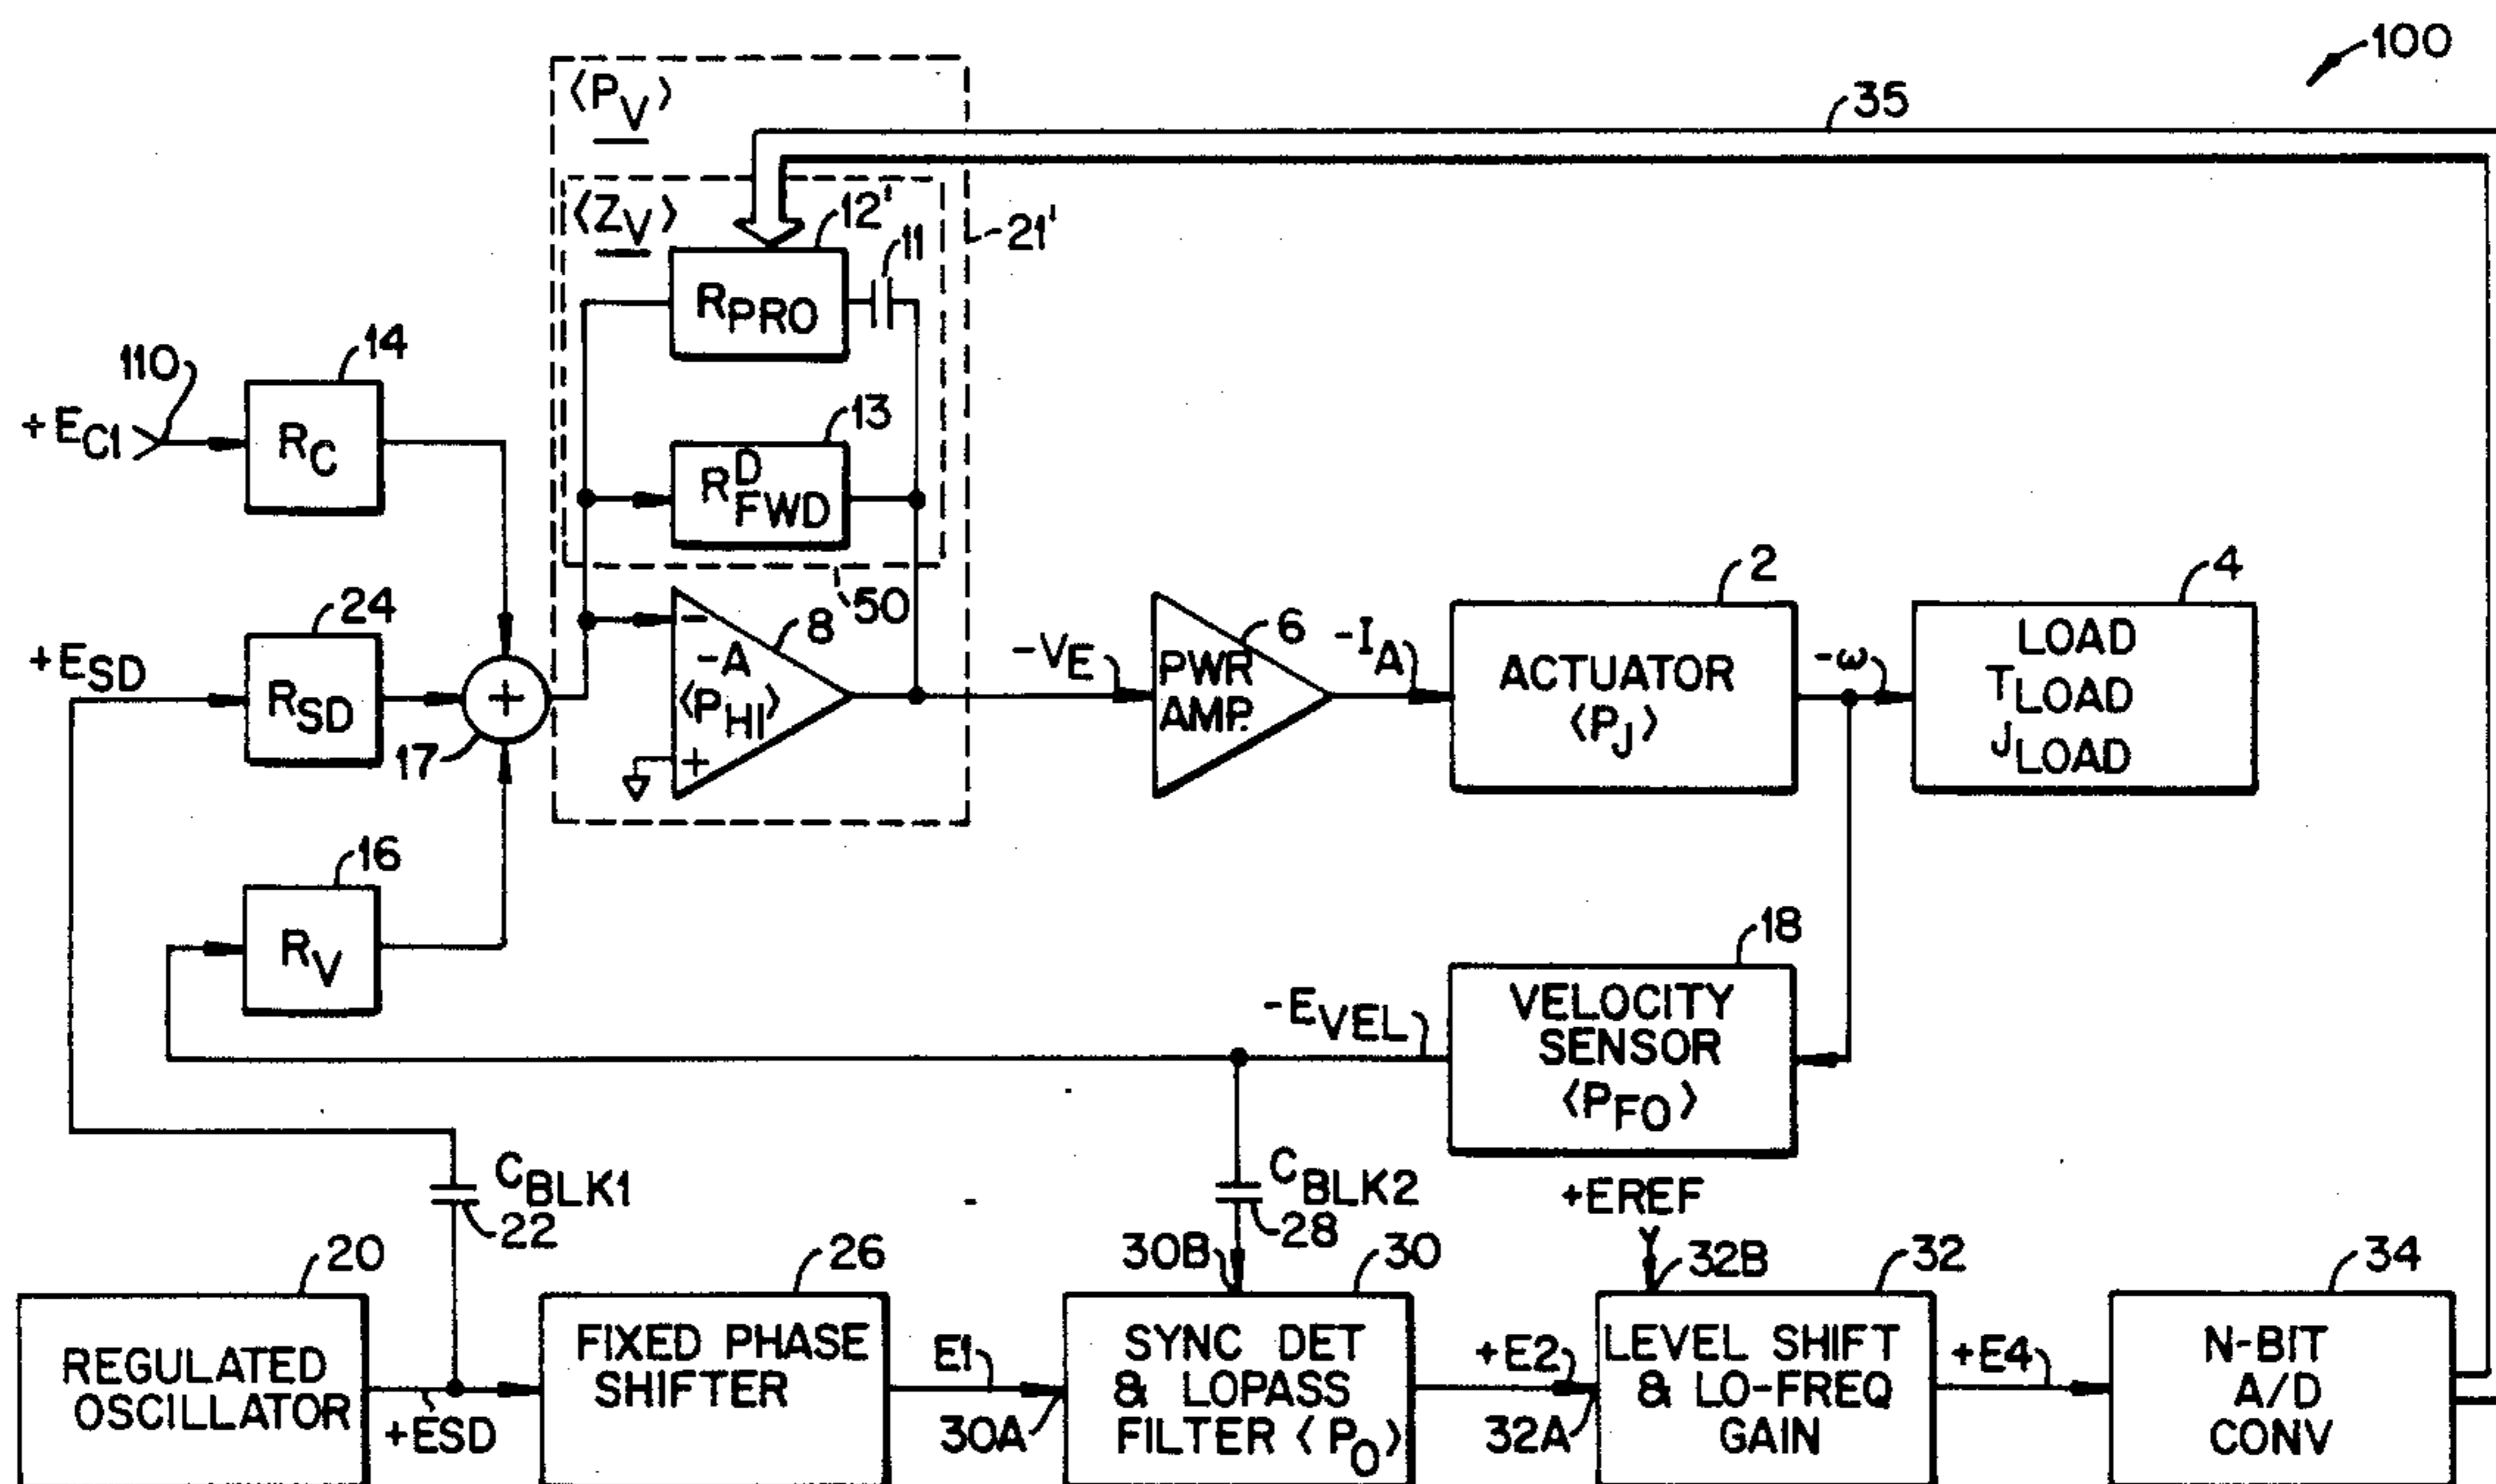 100
35
⟨PV⟩
⟨ZV⟩
12'
11
21'
RPRO
110
14
+EC1
RC
13
RDFWD
50
24
+ESD
RSD
17
+
-
8
-A
⟨PHI⟩
+
-VE
6
PWR
AMP.
-IA
2
ACTUATOR
⟨PJ⟩
-ω
4
LOAD
TLOAD
JLOAD
16
RV
18
VELOCITY
SENSOR
⟨PFO⟩
-EVEL
CBLK1
22
CBLK2
28
+EREF
20
REGULATED
OSCILLATOR
+ESD
26
FIXED PHASE
SHIFTER
E1
30A
30B
30
SYNC DET
& LOPASS
FILTER ⟨PO⟩
+E2
32A
32B
32
LEVEL SHIFT
& LO-FREQ
GAIN
+E4
34
N-BIT
A/D
CONV